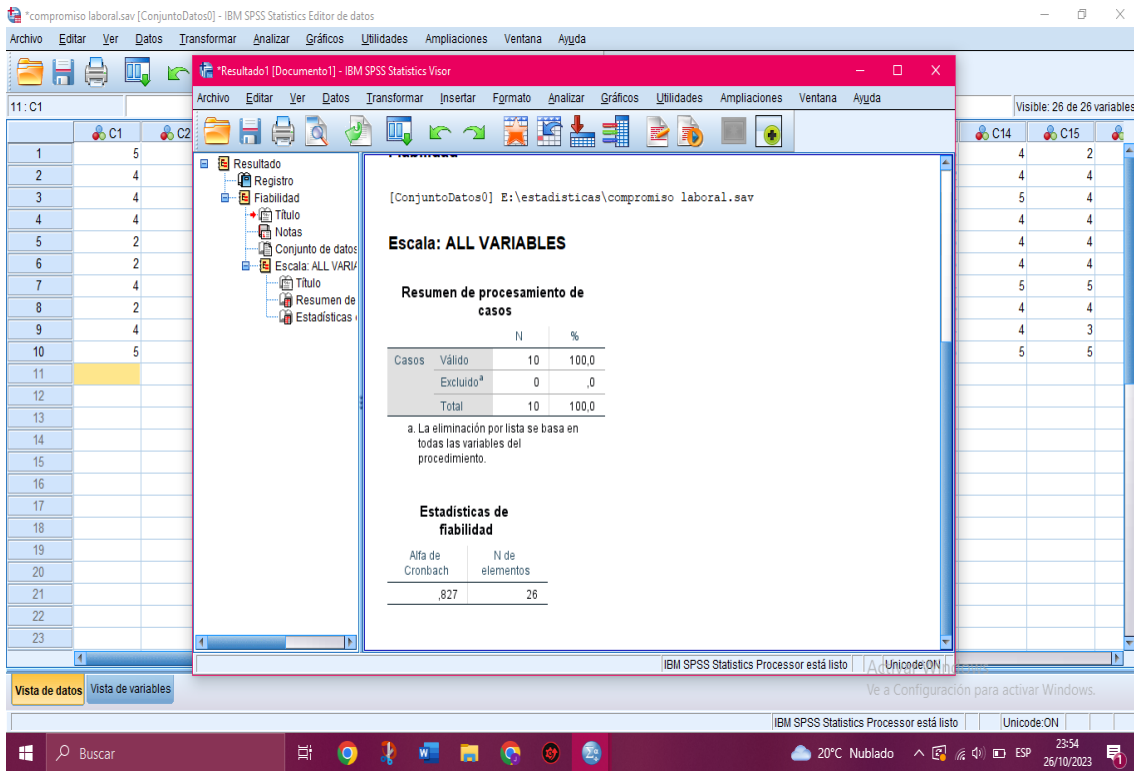 *compromiso laboral.sav [ConjuntoDatos0] - IBM SPSS Statistics Editor de datos
Archivo Editar Ver Datos Transformar Analizar Gráficos Utilidades Ampliaciones Ventana Ayuda
*Resultado1 [Documento1] - IBM SPSS Statistics Visor
Archivo Editar Ver Datos Transformar Insertar Formato Analizar Gráficos Utilidades Ampliaciones Ventana Ayuda
11 : C1
Visible: 26 de 26 variables
C1 C2 C14 C15
1 5 4 2
2 4 4 4
3 4 5 4
4 4 4 4
5 2 4 4
6 2 4 4
7 4 5 5
8 2 4 4
9 4 4 3
10 5 5 5
11
12
13
14
15
16
17
18
19
20
21
22
23
Resultado
Registro
Fiabilidad
Título
Notas
Conjunto de datos
Escala: ALL VARIA
Título
Resumen de
Estadísticas
[ConjuntoDatos0] E:\estadisticas\compromiso laboral.sav
Escala: ALL VARIABLES
Resumen de procesamiento de
casos
N %
Casos Válido 10 100,0
Excluido a 0 ,0
Total 10 100,0
a. La eliminación por lista se basa en
todas las variables del
procedimiento.
Estadísticas de
fiabilidad
Alfa de N de
Cronbach elementos
,827 26
IBM SPSS Statistics Processor está listo Unicode:ON
Vista de datos Vista de variables
Ve a Configuración para activar Windows.
IBM SPSS Statistics Processor está listo Unicode:ON
Buscar
20°C Nublado
ESP
23:54
26/10/2023
1